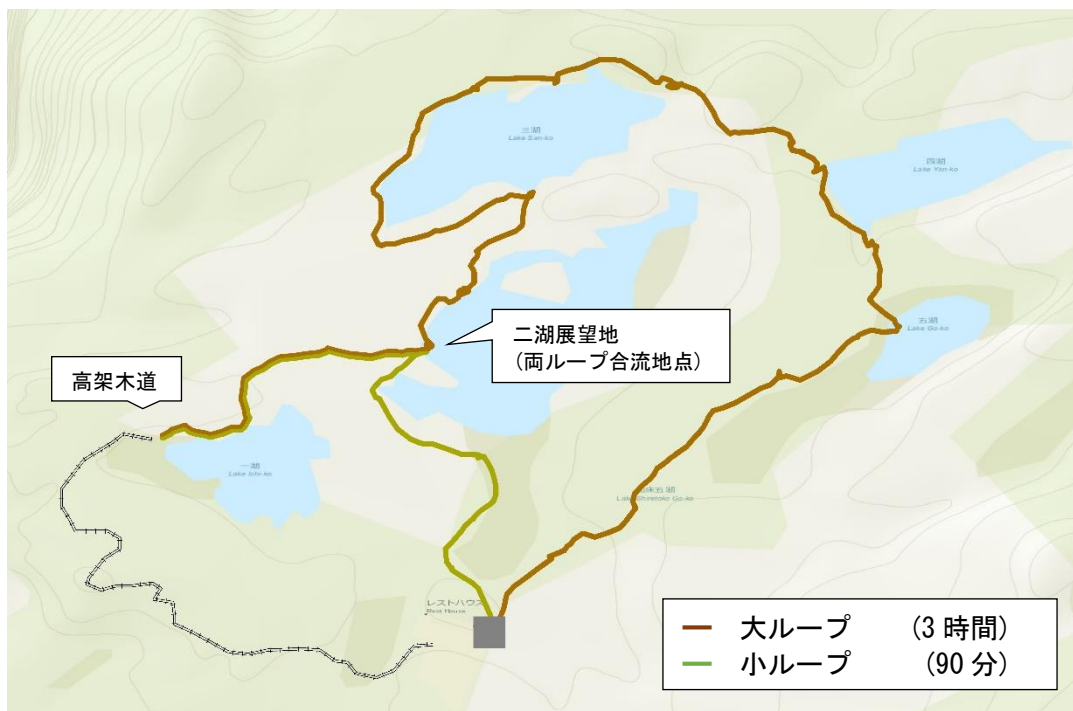 三湖
Lake San-ko
四湖
Lake Yon-ko
五湖
Lake Go-ko
二湖展望地
(両ループ合流地点)
高架木道
一湖
Lake Ichi-ko
Lake Shiretoko Go-ko
レストハウス
Rest House
大ループ (3 時間)
小ループ (90 分)